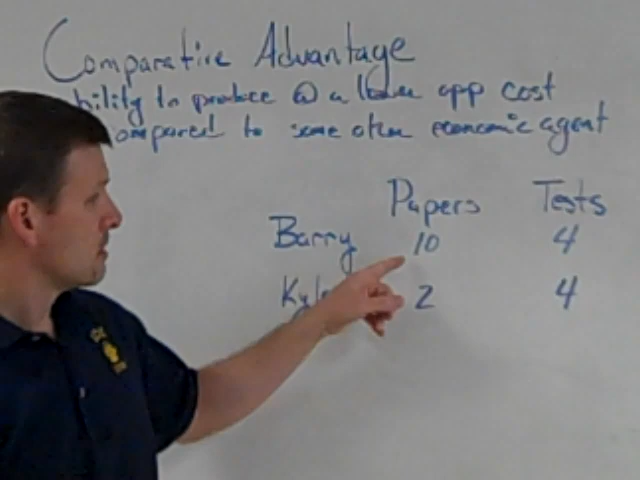 Comparative Advantage
bility to produce @ a lower opp cost
ompared to some other economic agent
Papers Tests
Barry 10 4
Kyle 2 4